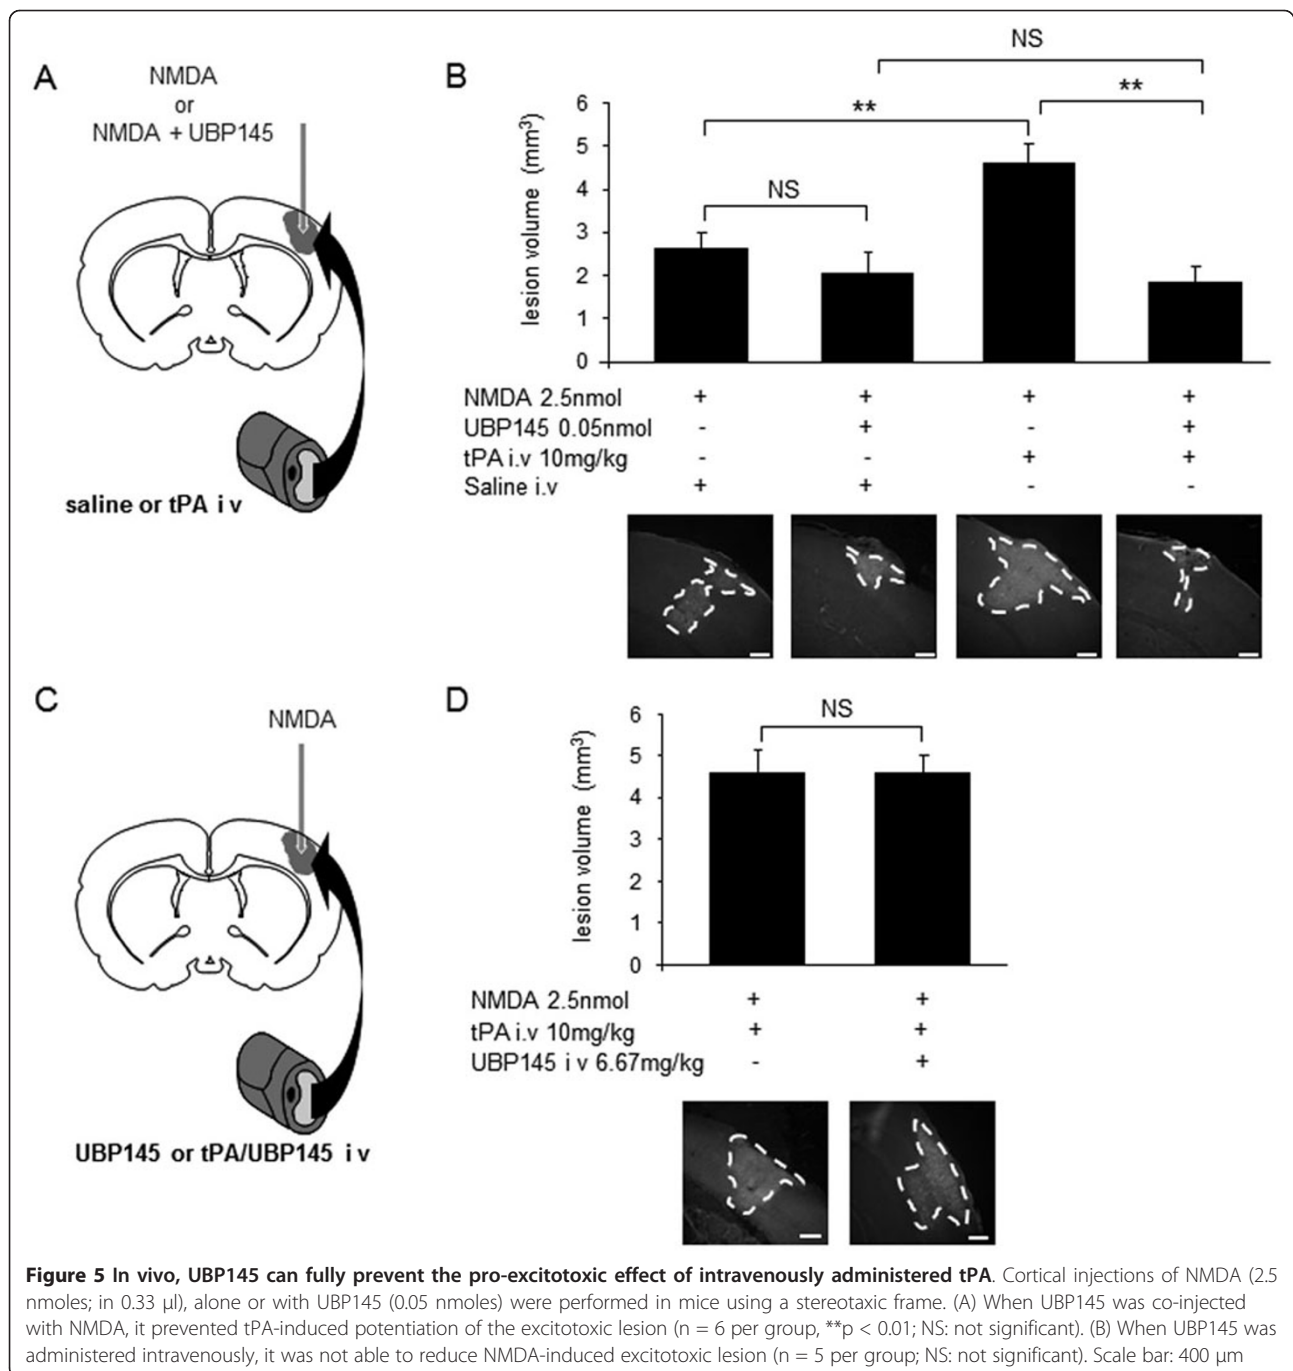 A
NMDA
or
NMDA + UBP145
saline or tPA i v
B
NS
**
**
NS
lesion volume (mm³)
6
5
4
3
2
1
0
NMDA 2.5nmol + + + +
UBP145 0.05nmol - + - +
tPA i.v 10mg/kg - - + +
Saline i.v + + - -
C
NMDA
UBP145 or tPA/UBP145 i v
D
NS
lesion volume (mm³)
6
5
4
3
2
1
0
NMDA 2.5nmol + +
tPA i.v 10mg/kg + +
UBP145 i v 6.67mg/kg - +
Figure 5 In vivo, UBP145 can fully prevent the pro-excitotoxic effect of intravenously administered tPA. Cortical injections of NMDA (2.5
nmoles; in 0.33 μl), alone or with UBP145 (0.05 nmoles) were performed in mice using a stereotaxic frame. (A) When UBP145 was co-injected
with NMDA, it prevented tPA-induced potentiation of the excitotoxic lesion (n = 6 per group, **p < 0.01; NS: not significant). (B) When UBP145 was
administered intravenously, it was not able to reduce NMDA-induced excitotoxic lesion (n = 5 per group; NS: not significant). Scale bar: 400 μm